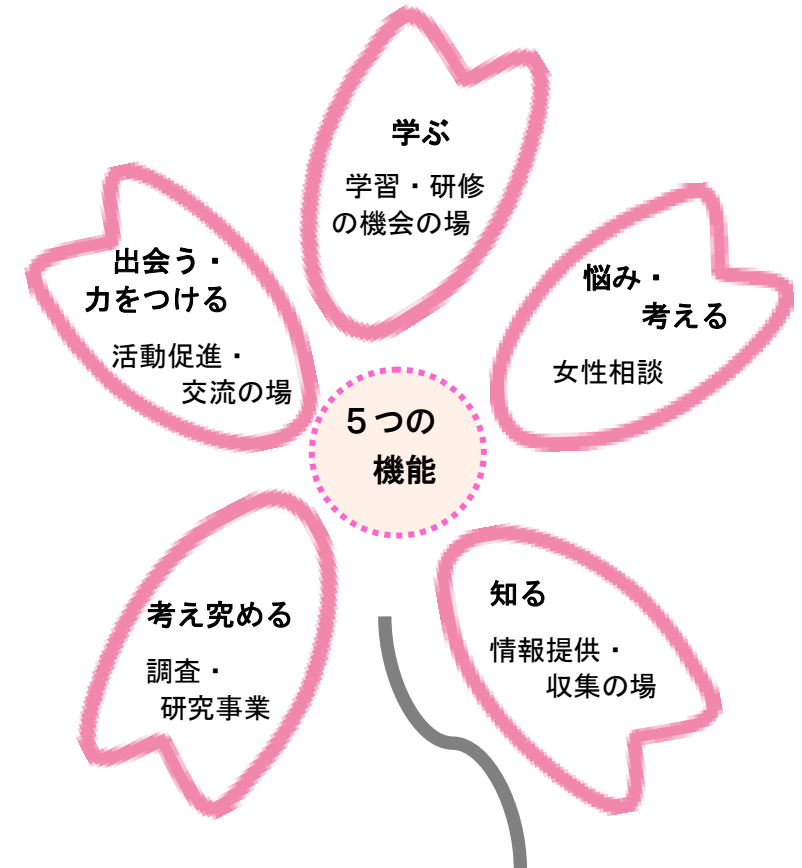 学ぶ
学習・研修
の機会の場
悩み・
考える
女性相談
知る
情報提供・
収集の場
考え究める
調査・
研究事業
出会う・
力をつける
活動促進・
交流の場
５つの
機能